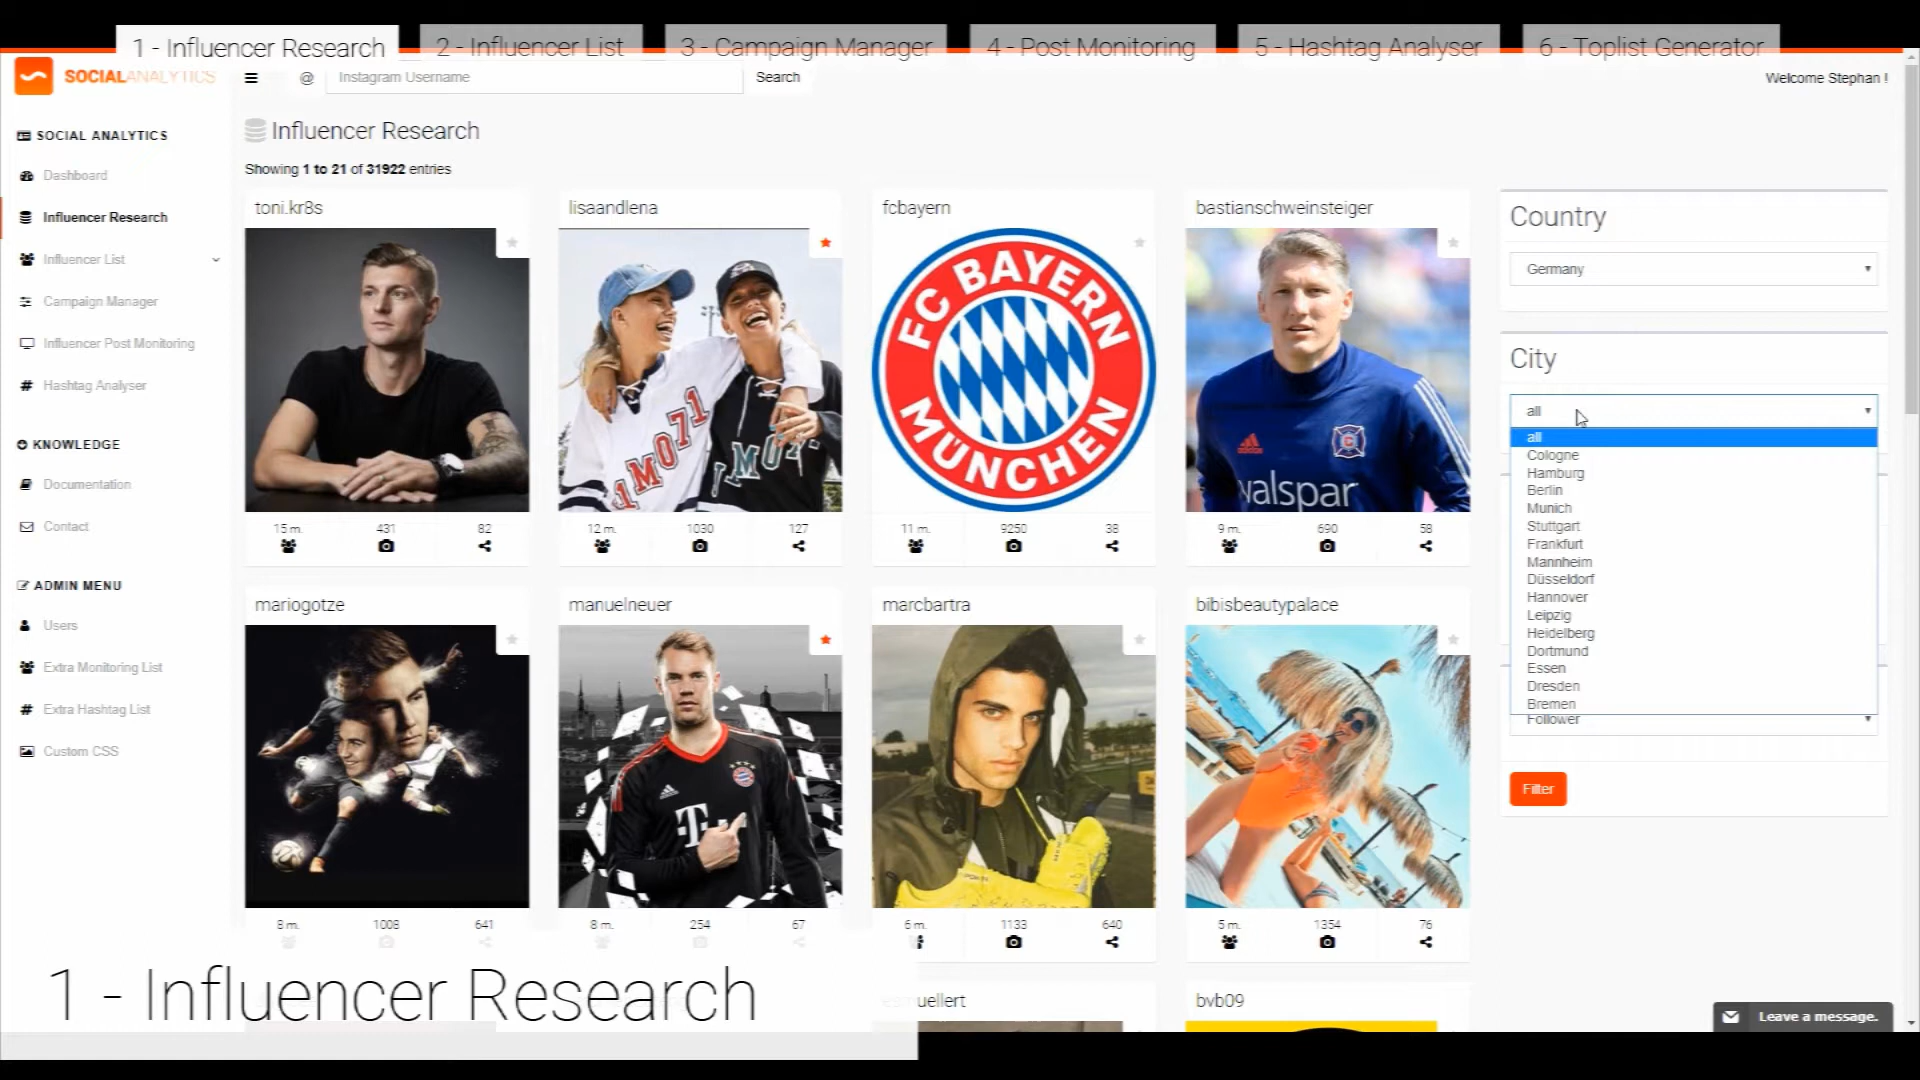 1 - Influencer Research
2 - Influencer List
3 - Campaign Manager
4 - Post Monitoring
5 - Hashtag Analyser
6 - Toplist Generator
SOCIALANALYTICS
@
Instagram Username
Search
Welcome Stephan !
SOCIAL ANALYTICS
Dashboard
Influencer Research
Influencer List
Campaign Manager
Influencer Post Monitoring
# Hashtag Analyser
KNOWLEDGE
Documentation
Contact
ADMIN MENU
Users
Extra Monitoring List
# Extra Hashtag List
Custom CSS
Influencer Research
Showing 1 to 21 of 31922 entries
toni.kr8s
15 m. 431 82
lisaandlena
1MO71
JMO7
12 m. 1030 127
fcbayern
FC BAYERN
MÜNCHEN
11 m. 9250 38
bastianschweinsteiger
valspar
9 m. 690 58
mariogotze
8 m. 1008 641
manuelneuer
T
8 m. 254 67
marcbartra
6 m. 1133 640
bibisbeautypalace
5 m. 1354 76
uellert
bvb09
Country
Germany
City
all
all
Cologne
Hamburg
Berlin
Munich
Stuttgart
Frankfurt
Mannheim
Düsseldorf
Hannover
Leipzig
Heidelberg
Dortmund
Essen
Dresden
Bremen
Follower
Filter
1 - Influencer Research
Leave a message.